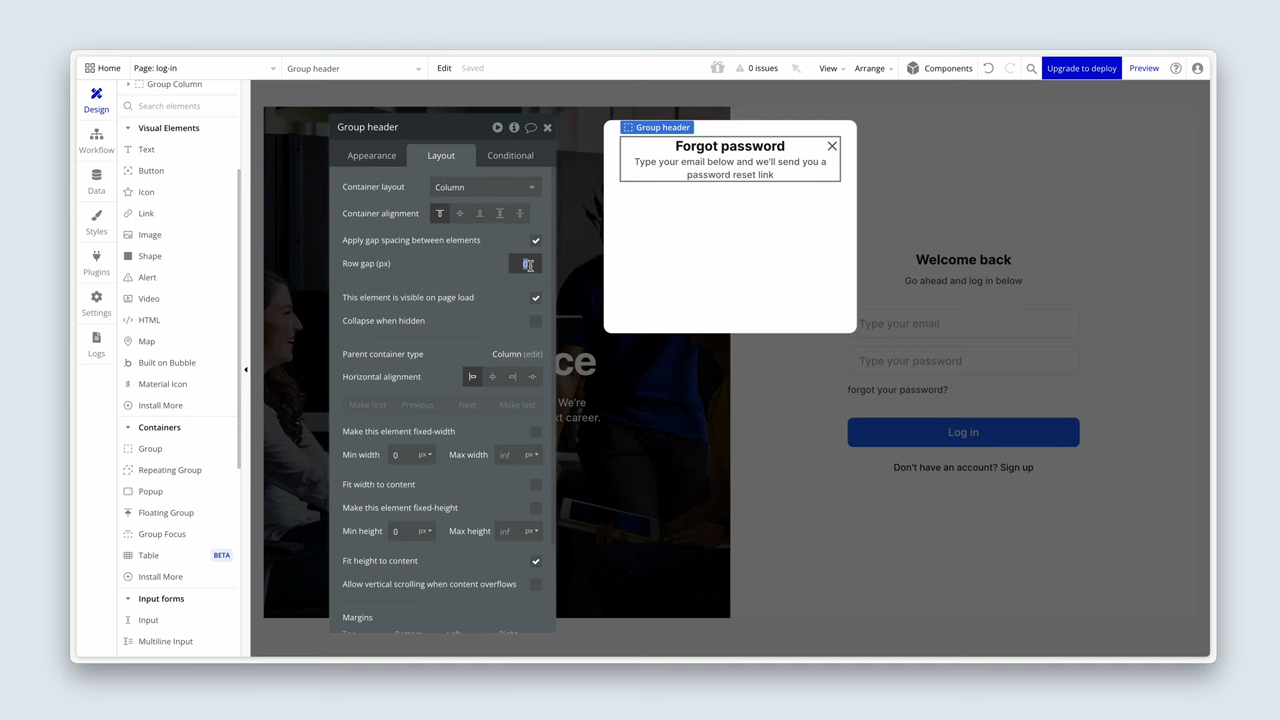 Home
Page: log-in
Group header
Edit
Saved
0 issues
View
Arrange
Components
Upgrade to deploy
Preview
Design
Workflow
Data
Styles
Plugins
Settings
Logs
Group Column
Search elements
Visual Elements
Text
Button
Icon
Link
Image
Shape
Alert
Video
HTML
Map
Built on Bubble
Material Icon
Install More
Containers
Group
Repeating Group
Popup
Floating Group
Group Focus
Table BETA
Install More
Input forms
Input
Multiline Input
Group header
Appearance
Layout
Conditional
Container layout Column
Container alignment
Apply gap spacing between elements
Row gap (px) 0
This element is visible on page load
Collapse when hidden
Parent container type Column (edit)
Horizontal alignment
Make first Previous Next Make last
Make this element fixed-width
Min width 0 px Max width inf px
Fit width to content
Make this element fixed-height
Min height 0 px Max height inf px
Fit height to content
Allow vertical scrolling when content overflows
Margins
Group header
Forgot password
Type your email below and we'll send you a
password reset link
ce
We're
t career.
Welcome back
Go ahead and log in below
Type your email
Type your password
forgot your password?
Log in
Don't have an account? Sign up